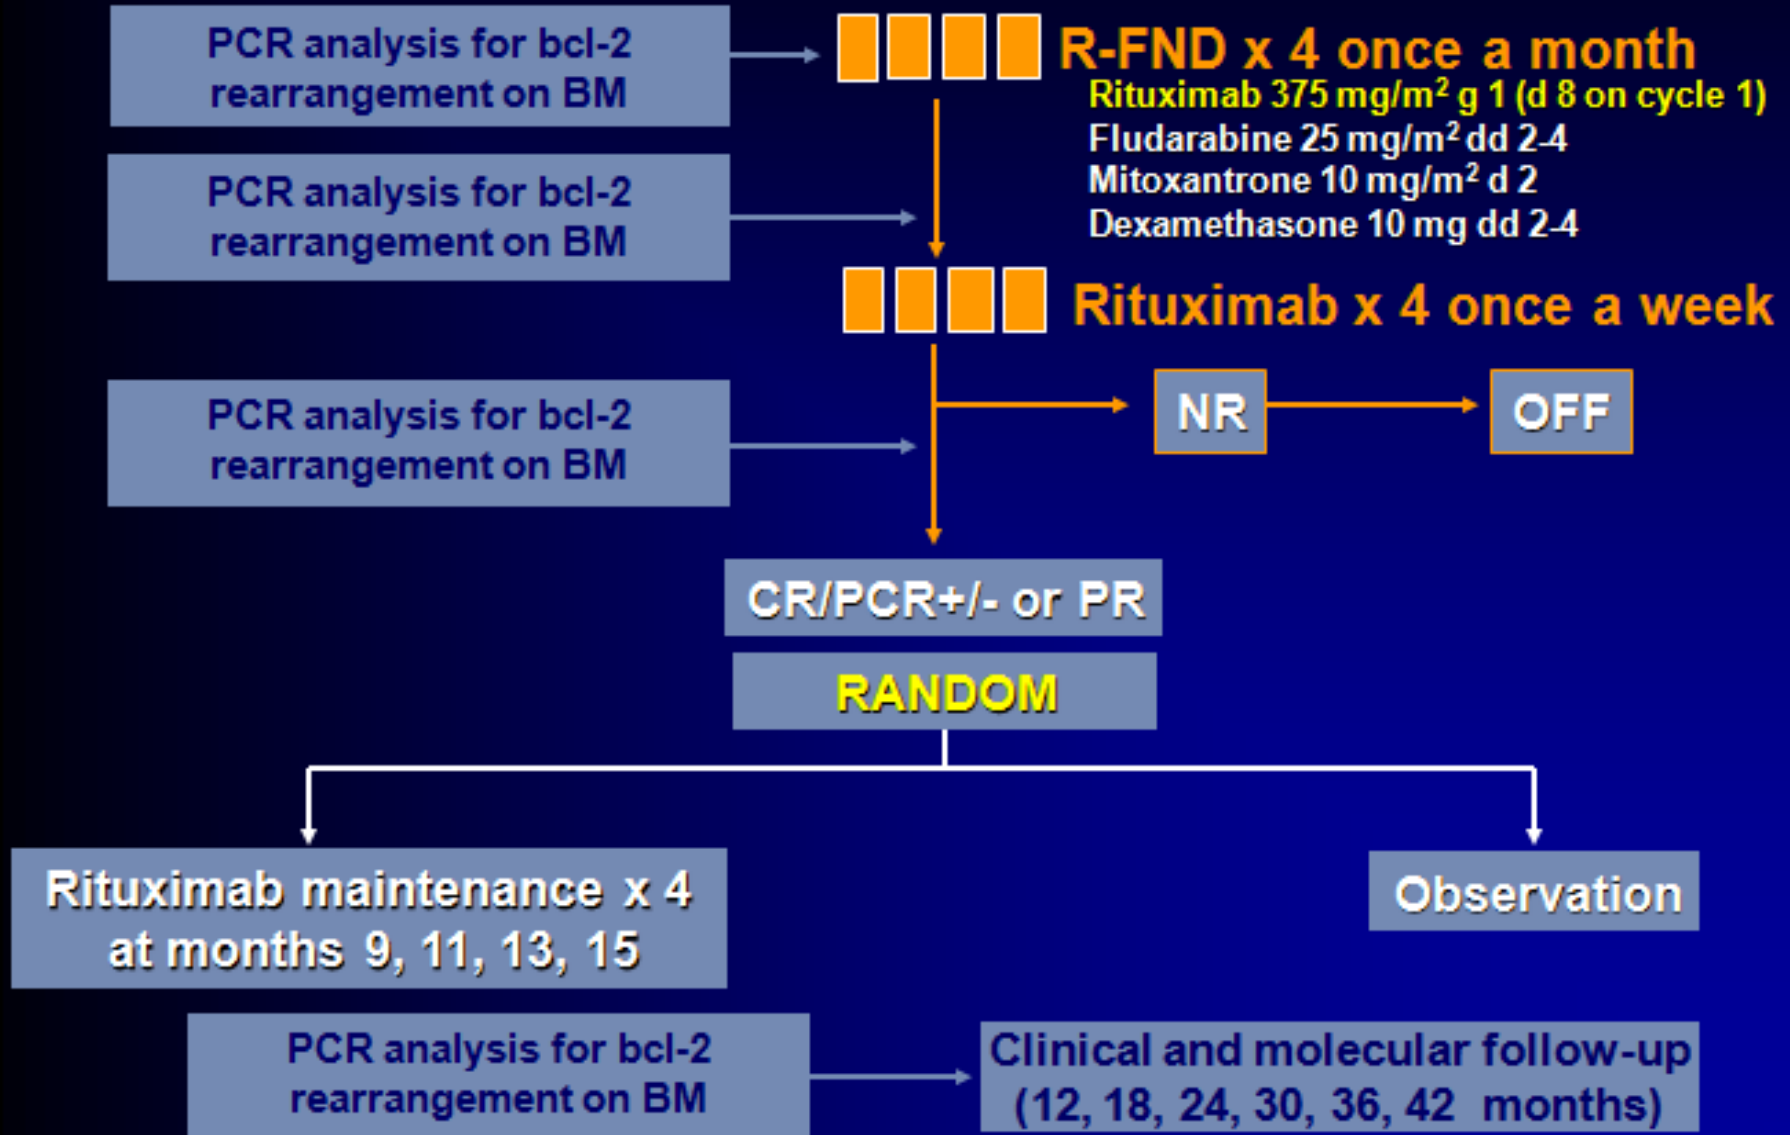 PCR analysis for bcl-2
rearrangement on BM
R-FND x 4 once a month
Rituximab 375 mg/m² g 1 (d 8 on cycle 1)
Fludarabine 25 mg/m² dd 2-4
Mitoxantrone 10 mg/m² d 2
Dexamethasone 10 mg dd 2-4
PCR analysis for bcl-2
rearrangement on BM
Rituximab x 4 once a week
PCR analysis for bcl-2
rearrangement on BM
NR
OFF
CR/PCR+/- or PR
RANDOM
Rituximab maintenance x 4
at months 9, 11, 13, 15
Observation
PCR analysis for bcl-2
rearrangement on BM
Clinical and molecular follow-up
(12, 18, 24, 30, 36, 42 months)